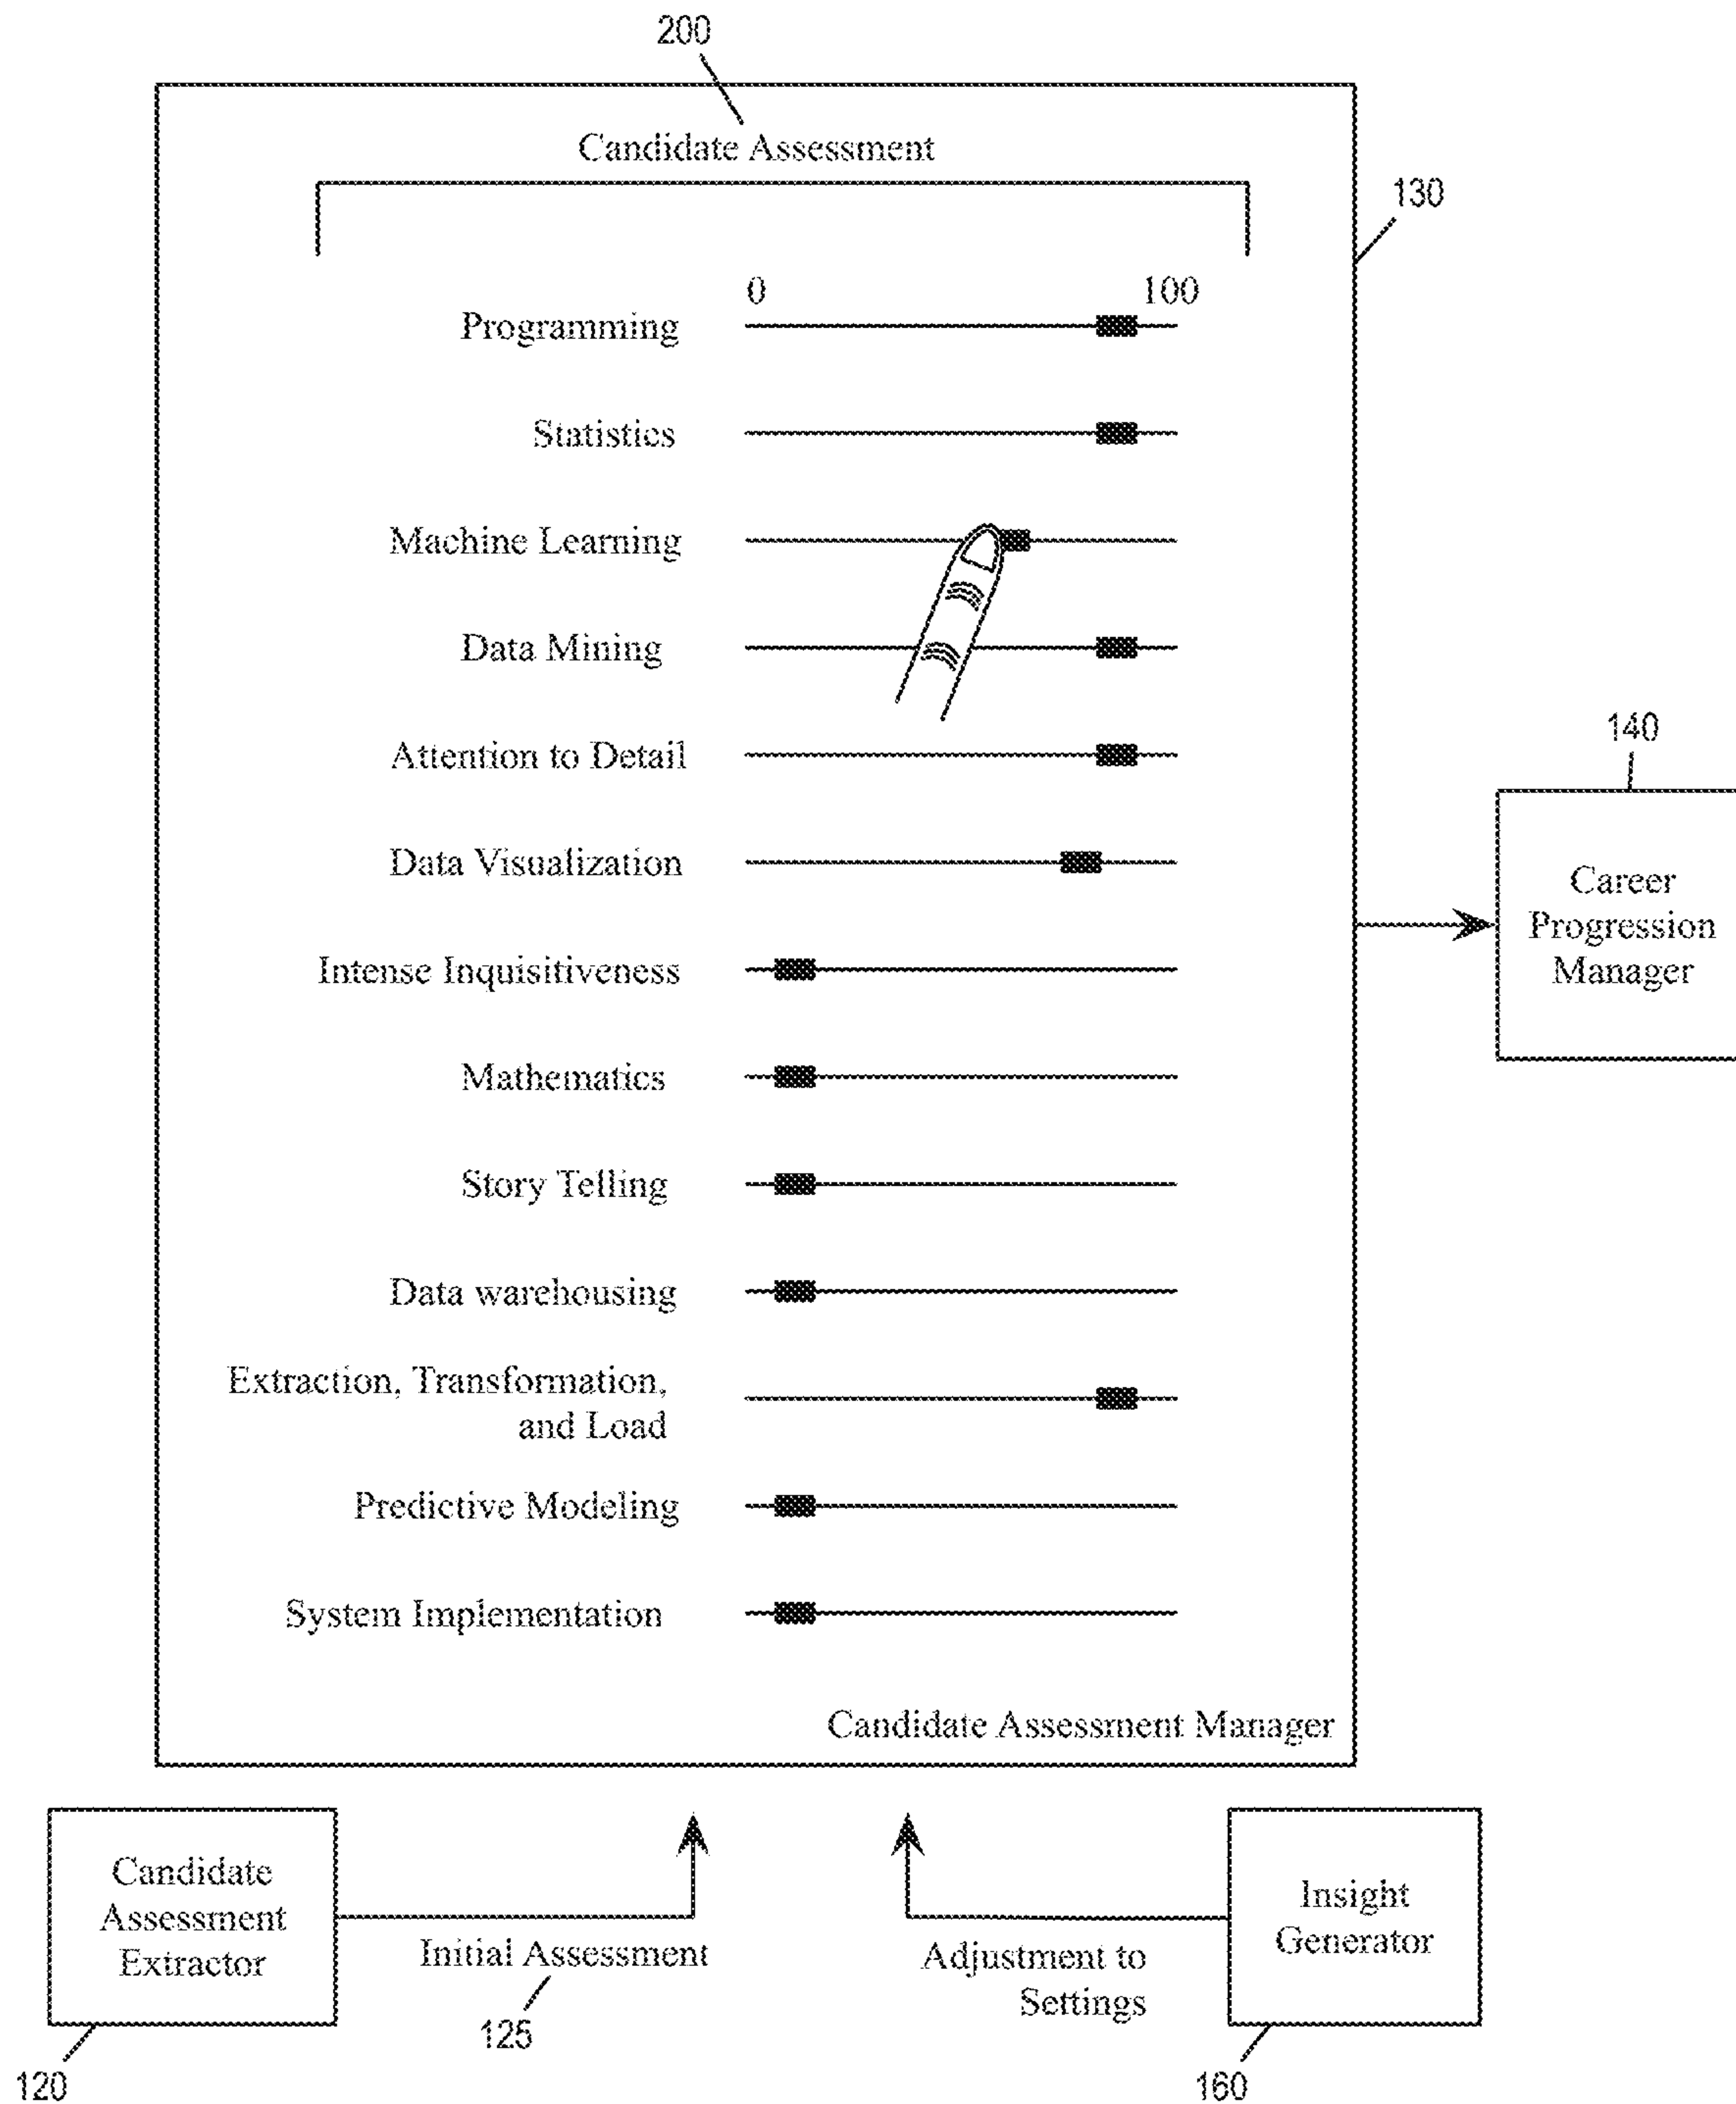 200
Candidate Assessment
130
0 100
Programming
Statistics
Machine Learning
Data Mining
Attention to Detail
140
Data Visualization
Career
Progression
Manager
Intense Inquisitiveness
Mathematics
Story Telling
Data warehousing
Extraction, Transformation,
and Load
Predictive Modeling
System Implementation
Candidate Assessment Manager
Candidate
Assessment
Extractor
Initial Assessment
125
120
Adjustment to
Settings
Insight
Generator
160